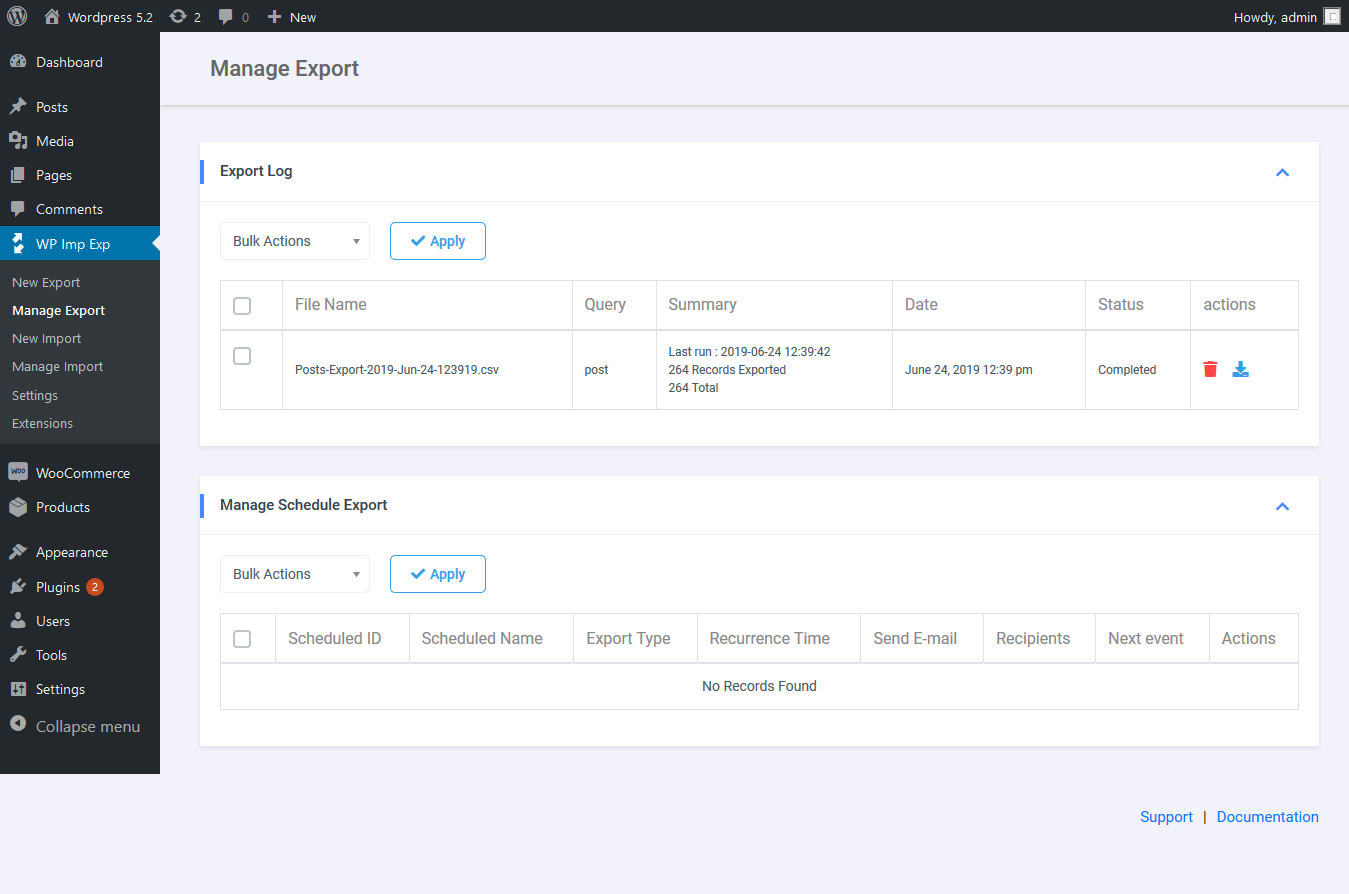 Wordpress 5.2 2 0 New Howdy, admin
Dashboard
Posts
Media
Pages
Comments
WP Imp Exp
New Export
Manage Export
New Import
Manage Import
Settings
Extensions
Woo WooCommerce
Products
Appearance
Plugins 2
Users
Tools
Settings
Collapse menu
Manage Export
Export Log
Bulk Actions Apply
File Name Query Summary Date Status actions
Last run : 2019-06-24 12:39:42
Posts-Export-2019-Jun-24-123919.csv post 264 Records Exported June 24, 2019 12:39 pm Completed
264 Total
Manage Schedule Export
Bulk Actions Apply
Scheduled ID Scheduled Name Export Type Recurrence Time Send E-mail Recipients Next event Actions
No Records Found
Support | Documentation